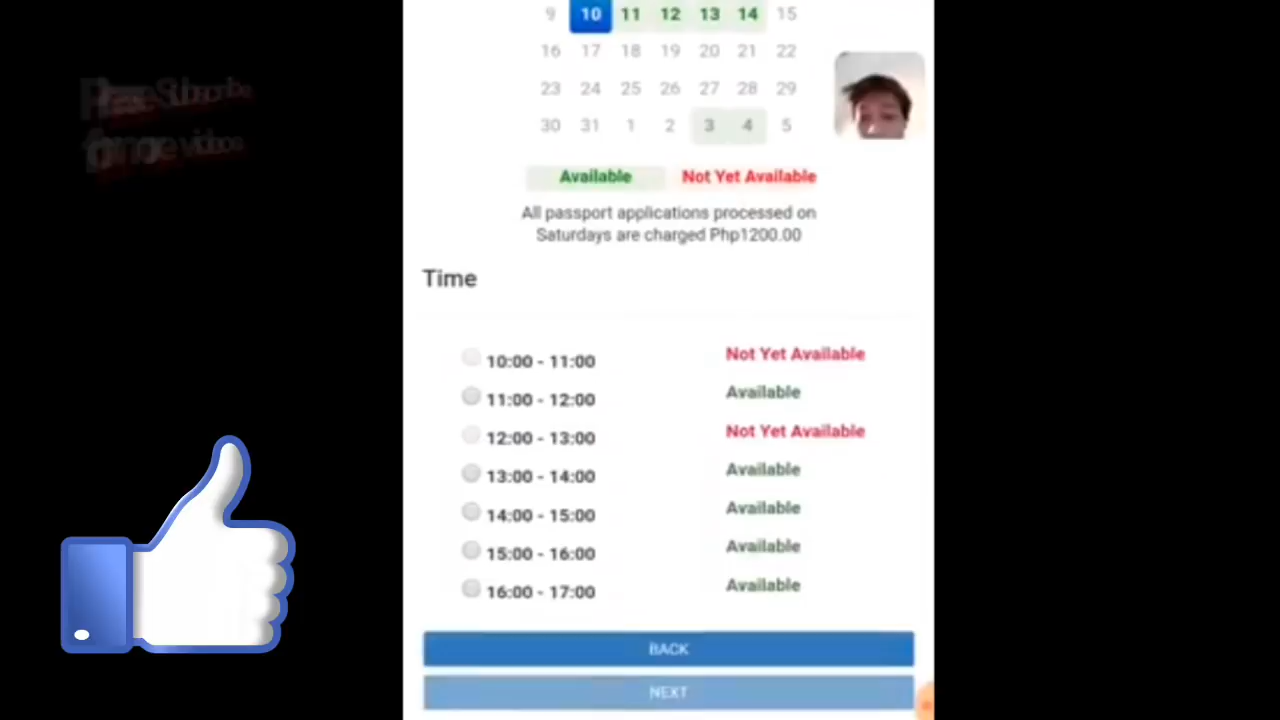 9 10 11 12 13 14 15
16 17 18 19 20 21 22
23 24 25 26 27 28 29
30 31 1 2 3 4 5
Available Not Yet Available
All passport applications processed on
Saturdays are charged Php1200.00
Time
10:00 - 11:00 Not Yet Available
11:00 - 12:00 Available
12:00 - 13:00 Not Yet Available
13:00 - 14:00 Available
14:00 - 15:00 Available
15:00 - 16:00 Available
16:00 - 17:00 Available
BACK
NEXT